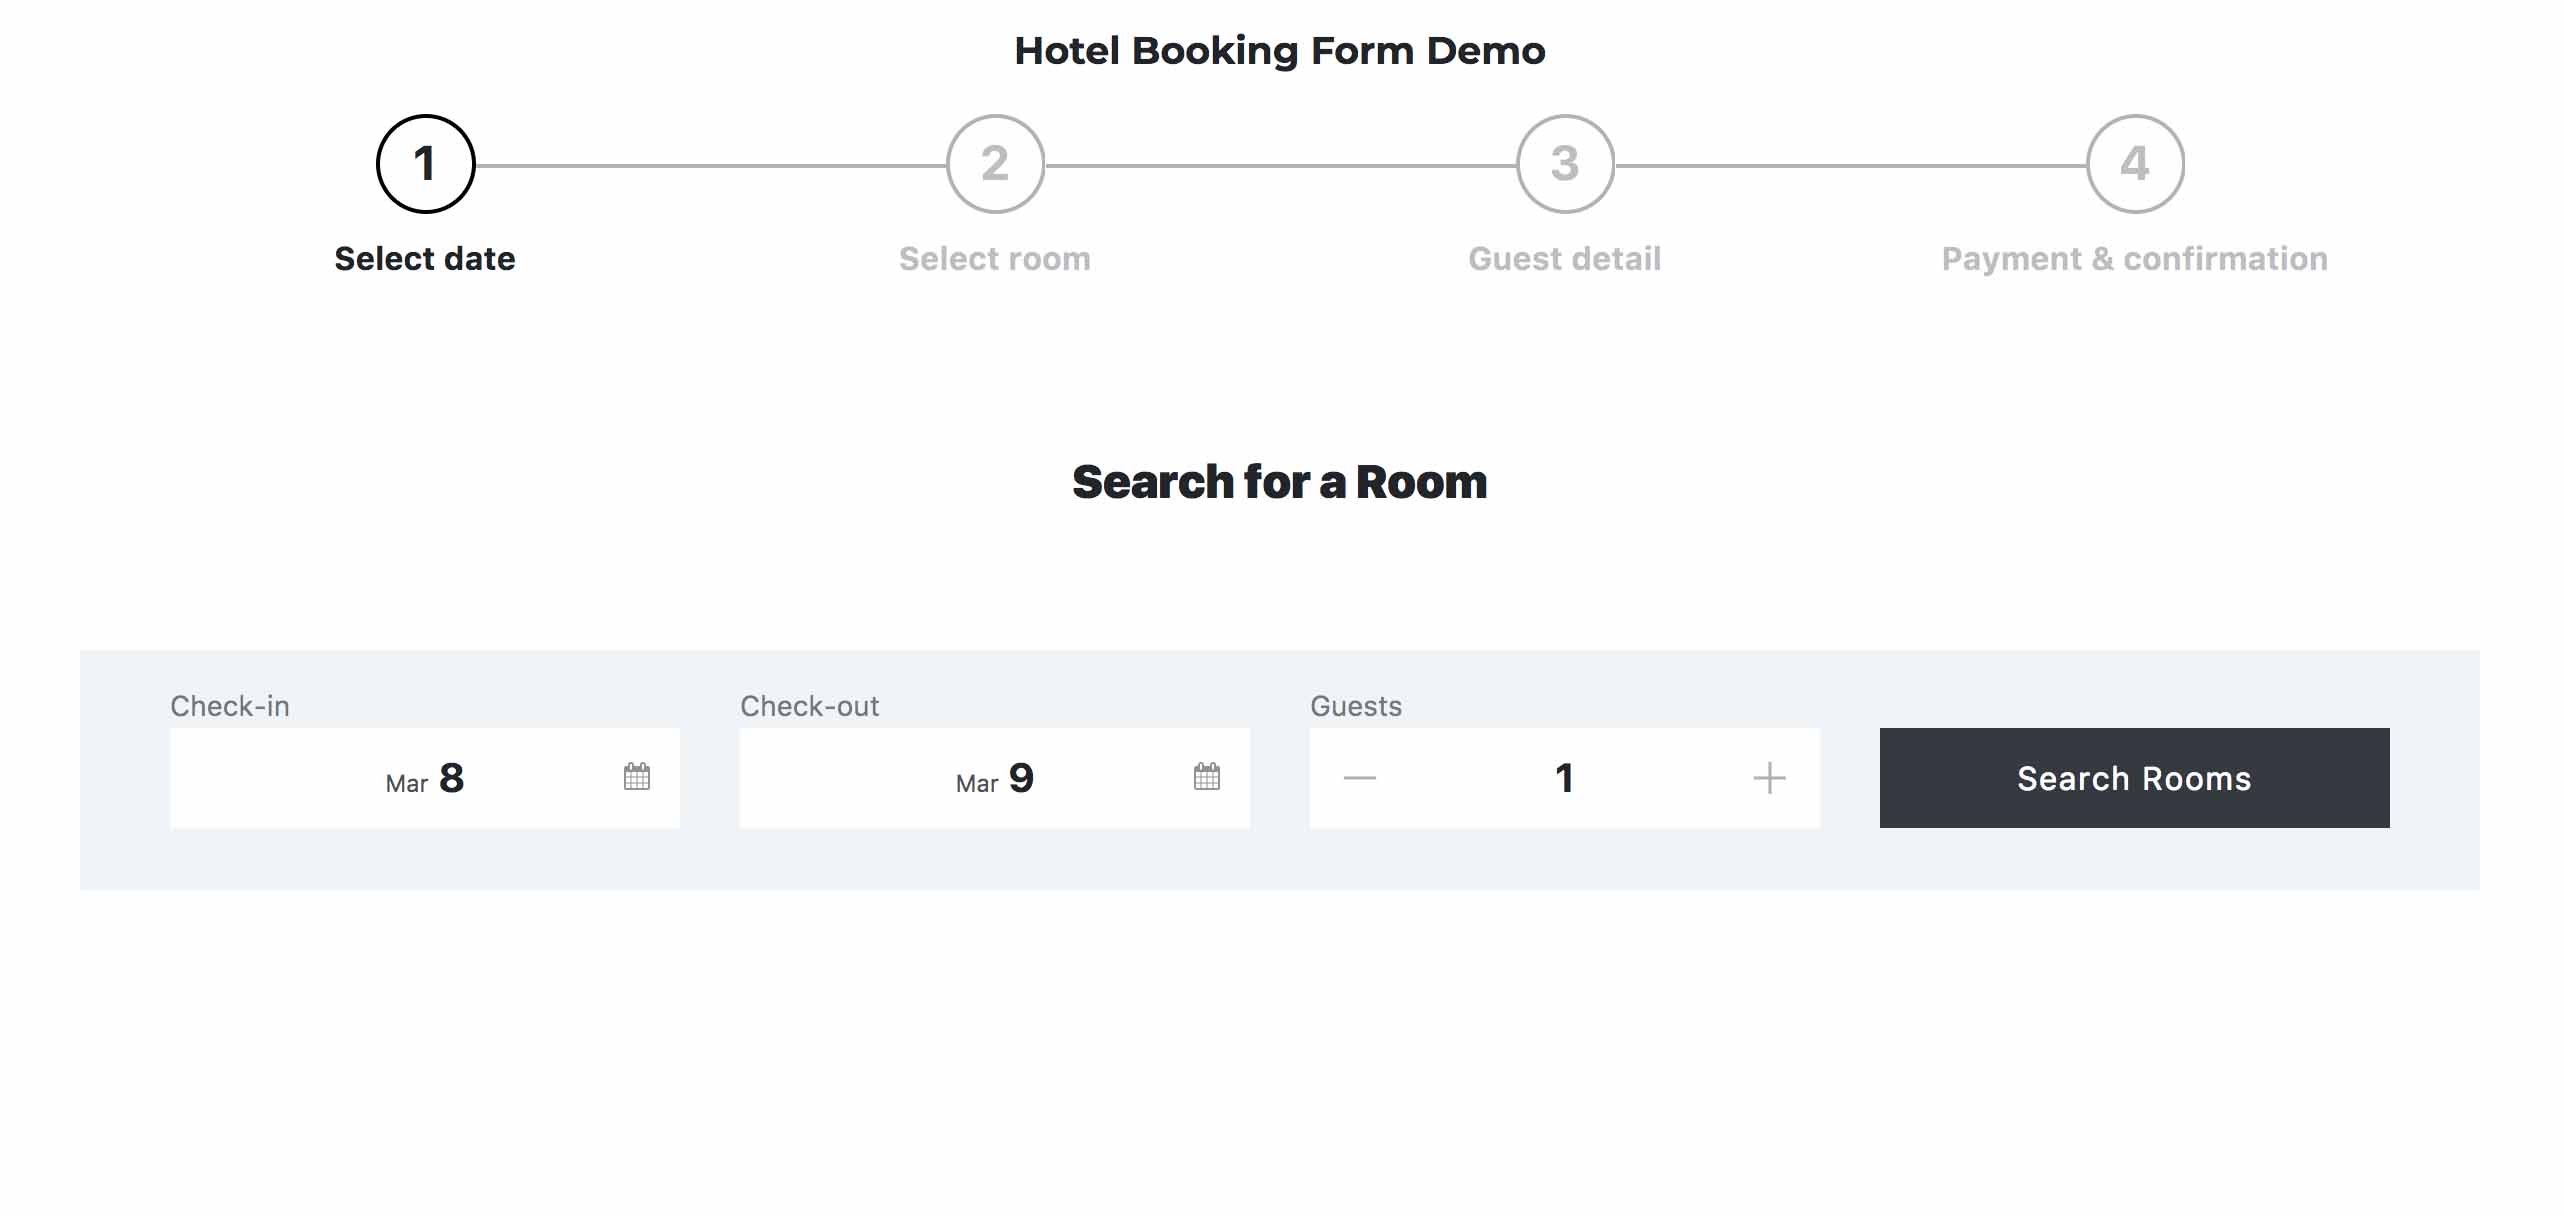 Hotel Booking Form Demo
1 2 3 4
Select date Select room Guest detail Payment & confirmation
Search for a Room
Check-in Check-out Guests
Mar 8 Mar 9 1 Search Rooms